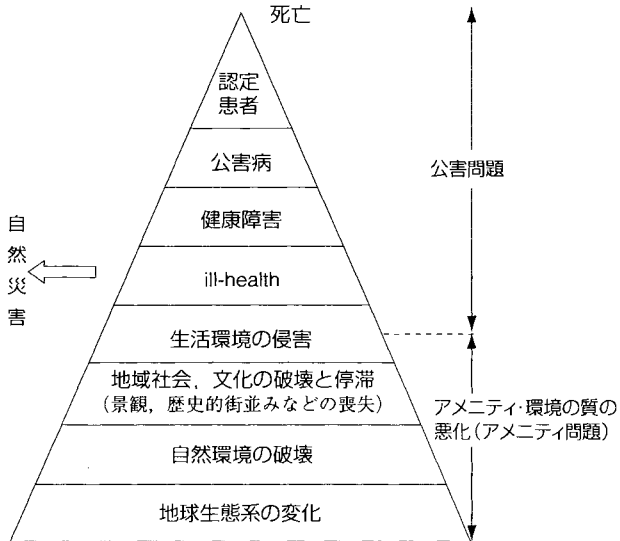 死亡
認定
患者
公害病
健康障害
ill-health
生活環境の侵害
地域社会，文化の破壊と停滞
(景観，歴史的街並みなどの喪失)
自然環境の破壊
地球生態系の変化
自然災害
公害問題
アメニティ・環境の質の
悪化(アメニティ問題)